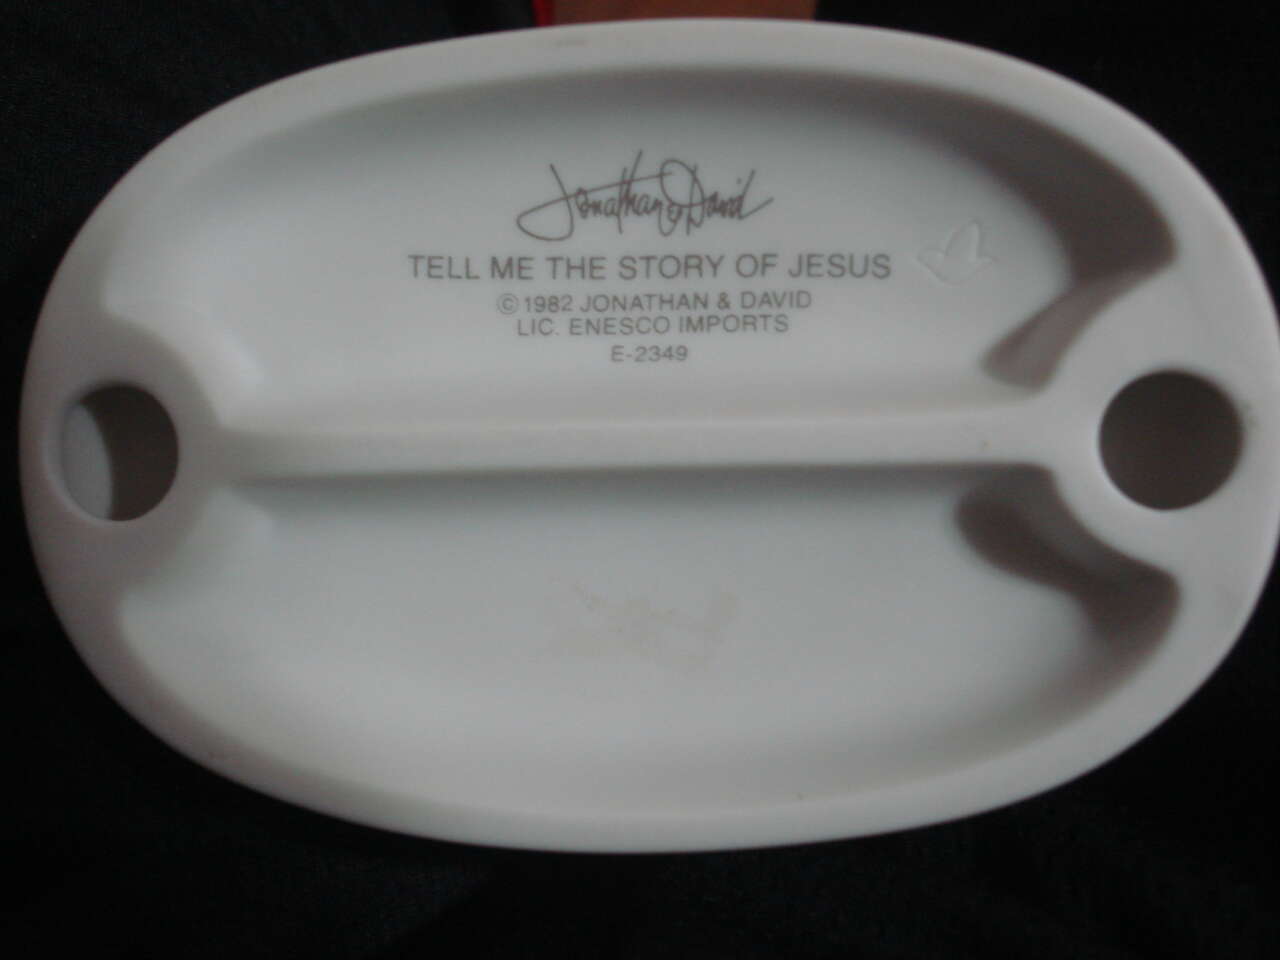 Jonathan & David
TELL ME THE STORY OF JESUS
© 1982 JONATHAN & DAVID
LIC. ENESCO IMPORTS
E-2349